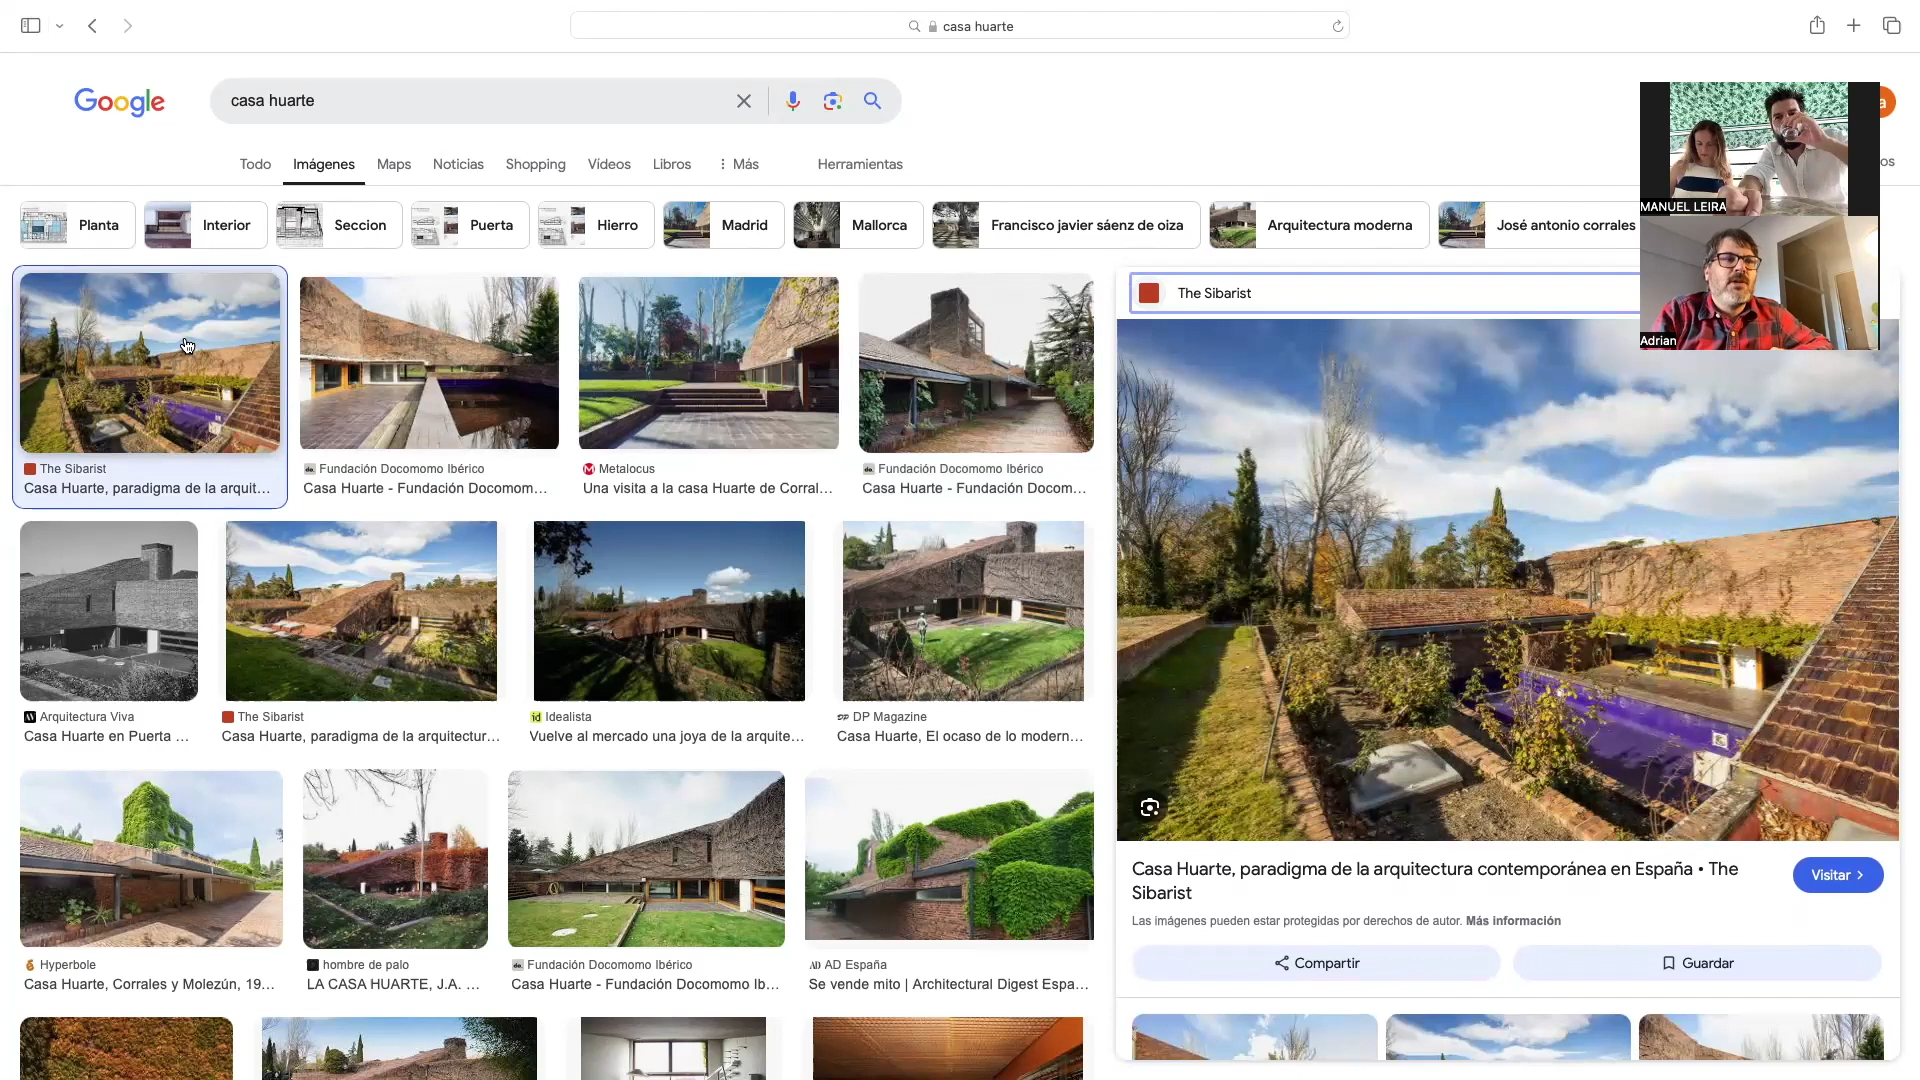 casa huarte
Google
casa huarte
a
Todo
Imágenes
Maps
Noticias
Shopping
Vídeos
Libros
Más
Herramientas
os
Planta
Interior
Seccion
Puerta
Hierro
Madrid
Mallorca
Francisco javier sáenz de oiza
Arquitectura moderna
José antonio corrales
MANUEL LEIRA
Adrian
The Sibarist
Casa Huarte, paradigma de la arquit...
Fundación Docomomo Ibérico
Casa Huarte - Fundación Docomom...
Metalocus
Una visita a la casa Huarte de Corral...
Fundación Docomomo Ibérico
Casa Huarte - Fundación Docom...
Arquitectura Viva
Casa Huarte en Puerta ...
The Sibarist
Casa Huarte, paradigma de la arquitectur...
id Idealista
Vuelve al mercado una joya de la arquite...
DP DP Magazine
Casa Huarte, El ocaso de lo modern...
Hyperbole
Casa Huarte, Corrales y Molezún, 19...
hombre de palo
LA CASA HUARTE, J.A. ...
Fundación Docomomo Ibérico
Casa Huarte - Fundación Docomomo Ib...
AD AD España
Se vende mito | Architectural Digest Espa...
The Sibarist
Casa Huarte, paradigma de la arquitectura contemporánea en España • The
Sibarist
Visitar
Las imágenes pueden estar protegidas por derechos de autor. Más información
Compartir
Guardar